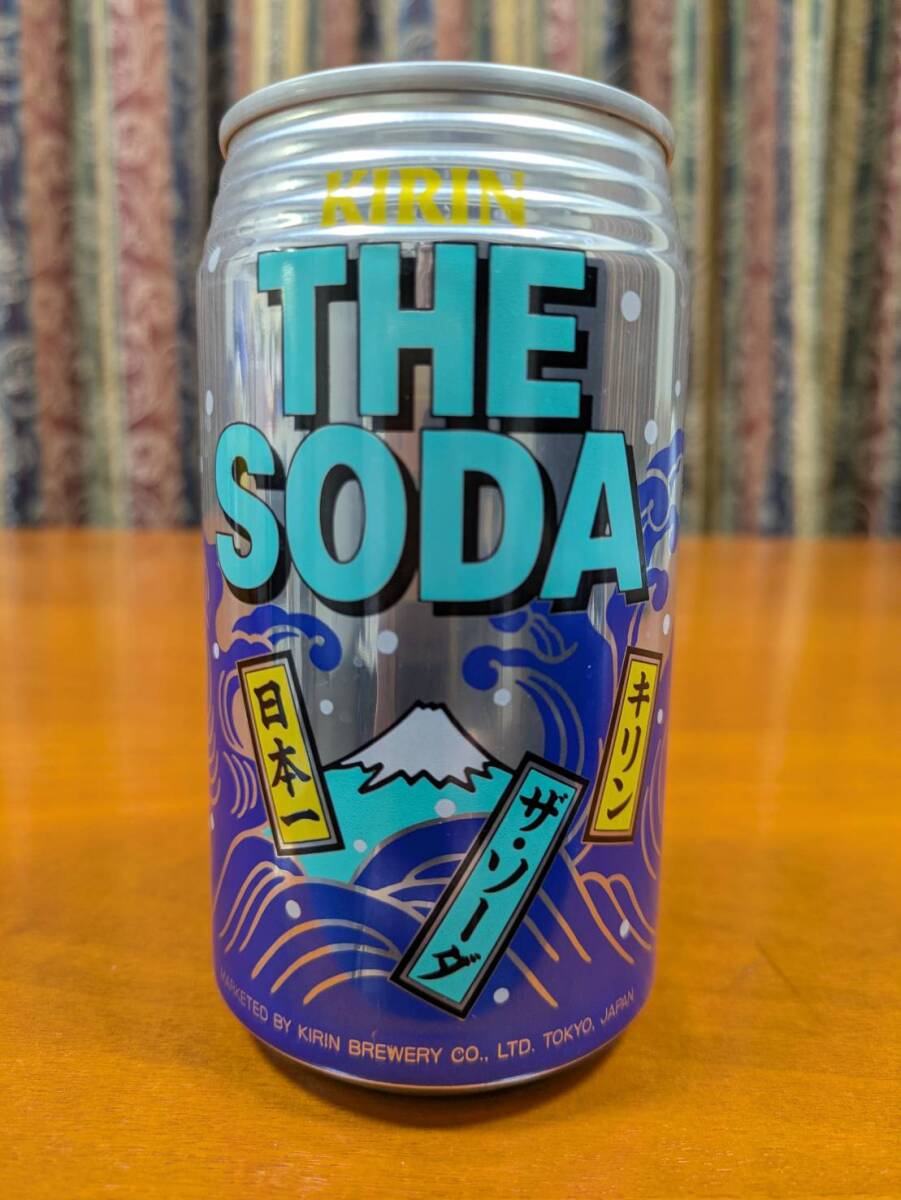 KIRIN
THE
SODA
日本一
キリン
ザ・ソーダ
MARKETED BY KIRIN BREWERY CO., LTD. TOKYO, JAPAN